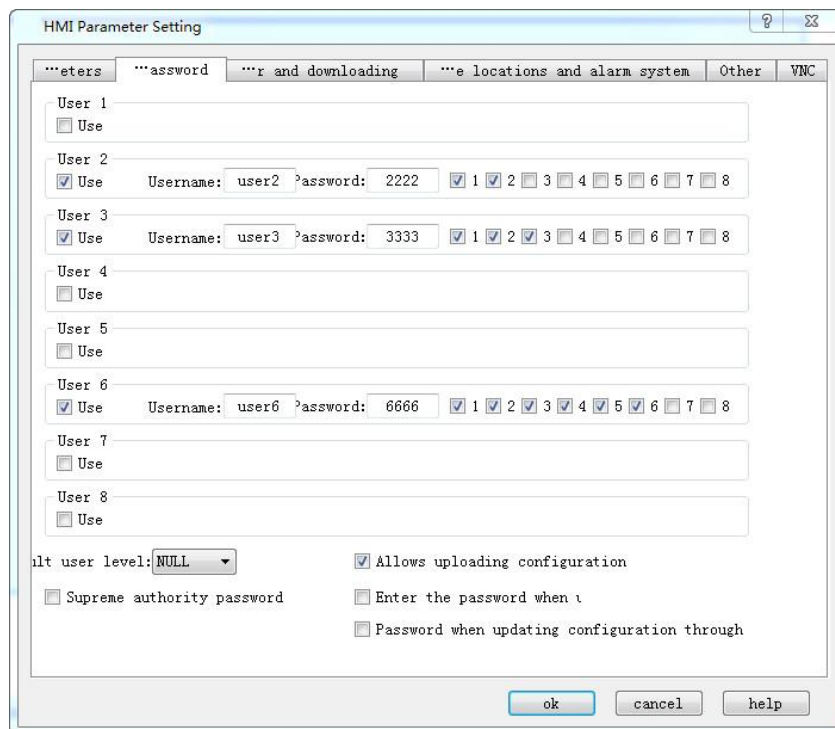 HMI Parameter Setting
…eters …assword …r and downloading …e locations and alarm system Other VNC
User 1
Use
User 2
Use Username: user2 Password: 2222 1 2 3 4 5 6 7 8
User 3
Use Username: user3 Password: 3333 1 2 3 4 5 6 7 8
User 4
Use
User 5
Use
User 6
Use Username: user6 Password: 6666 1 2 3 4 5 6 7 8
User 7
Use
User 8
Use
ult user level: NULL Allows uploading configuration
Supreme authority password Enter the password when
Password when updating configuration through
ok cancel help